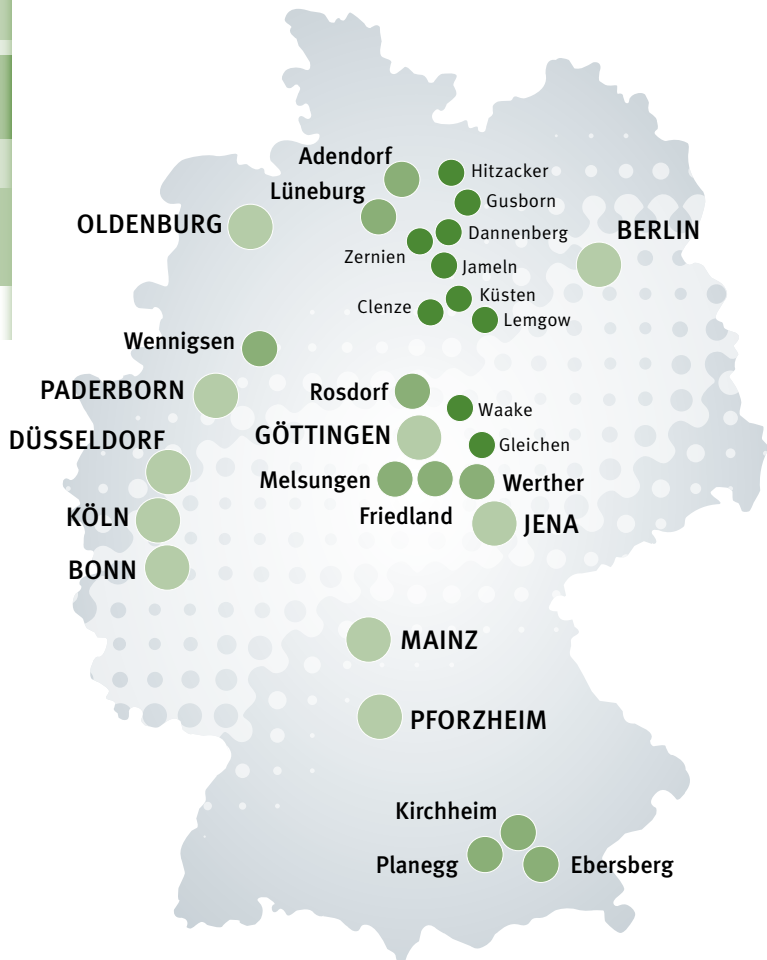 Adendorf
Hitzacker
Lüneburg
Gusborn
OLDENBURG
Dannenberg
BERLIN
Zernien
Jameln
Küsten
Clenze
Lemgow
Wennigsen
PADERBORN
Rosdorf
Waake
DÜSSELDORF
GÖTTINGEN
Gleichen
Melsungen
Werther
KÖLN
Friedland
JENA
BONN
MAINZ
PFORZHEIM
Kirchheim
Planegg
Ebersberg